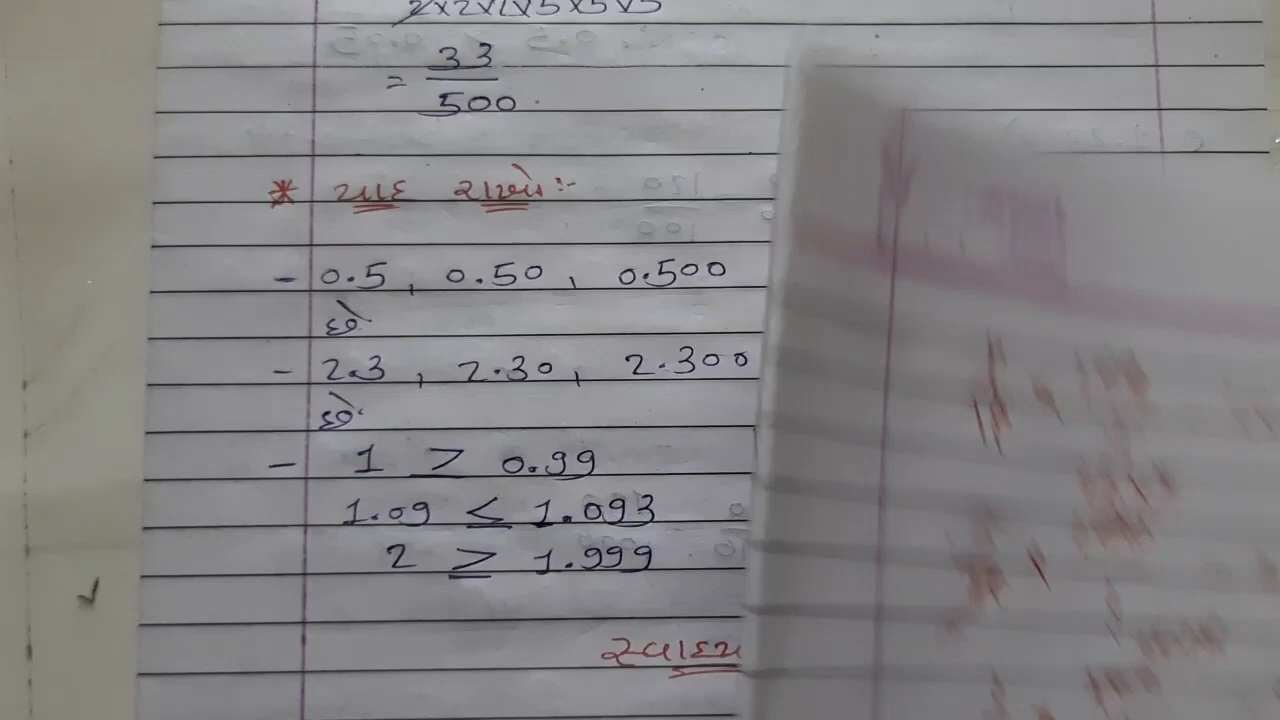 2x2x2x5x5x5
= 33/500
* યાદ રાખો :-
- 0.5, 0.50, 0.500
છે
- 2.3, 2.30, 2.300
છે.
- 1 > 0.99
1.09 < 1.093
2 > 1.999
સ્વાધ્યા